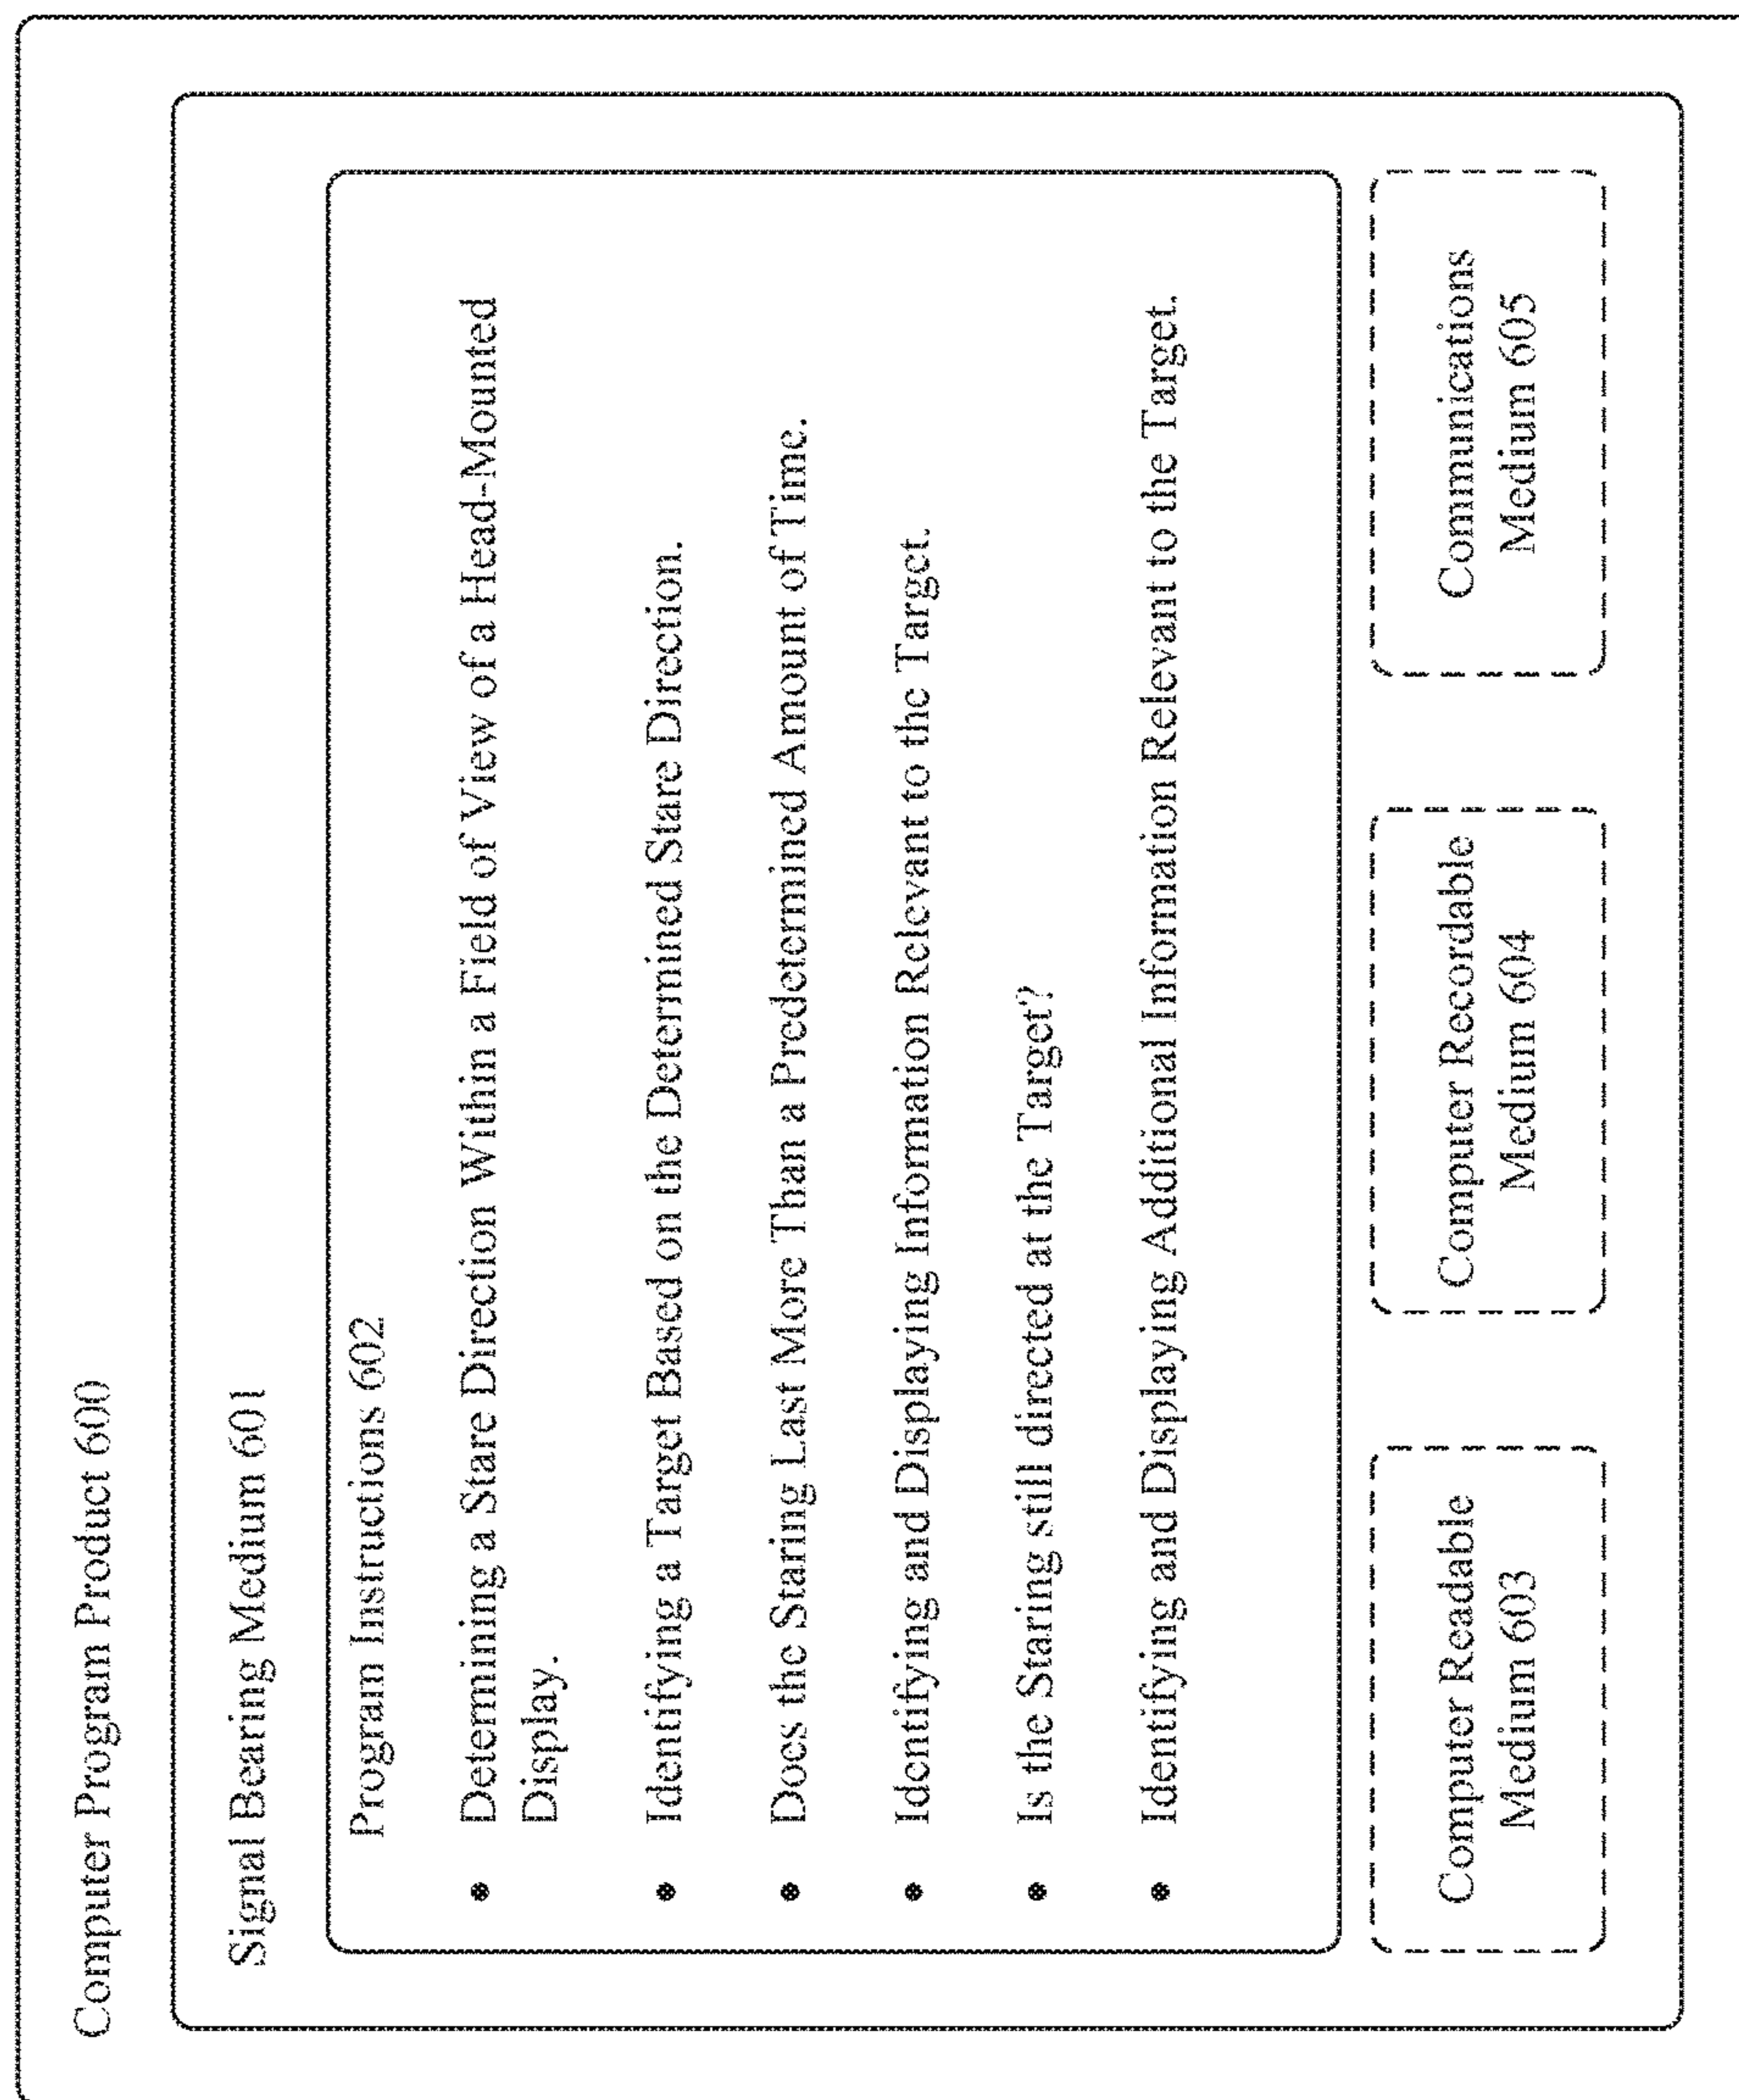 Computer Program Product 600
Signal Bearing Medium 601
Program Instructions 602
• Determining a Stare Direction Within a Field of View of a Head-Mounted
Display.
• Identifying a Target Based on the Determined Stare Direction.
• Does the Staring Last More Than a Predetermined Amount of Time.
• Identifying and Displaying Information Relevant to the Target.
• Is the Staring still directed at the Target?
• Identifying and Displaying Additional Information Relevant to the Target.
Computer Readable
Medium 603
Computer Recordable
Medium 604
Communications
Medium 605